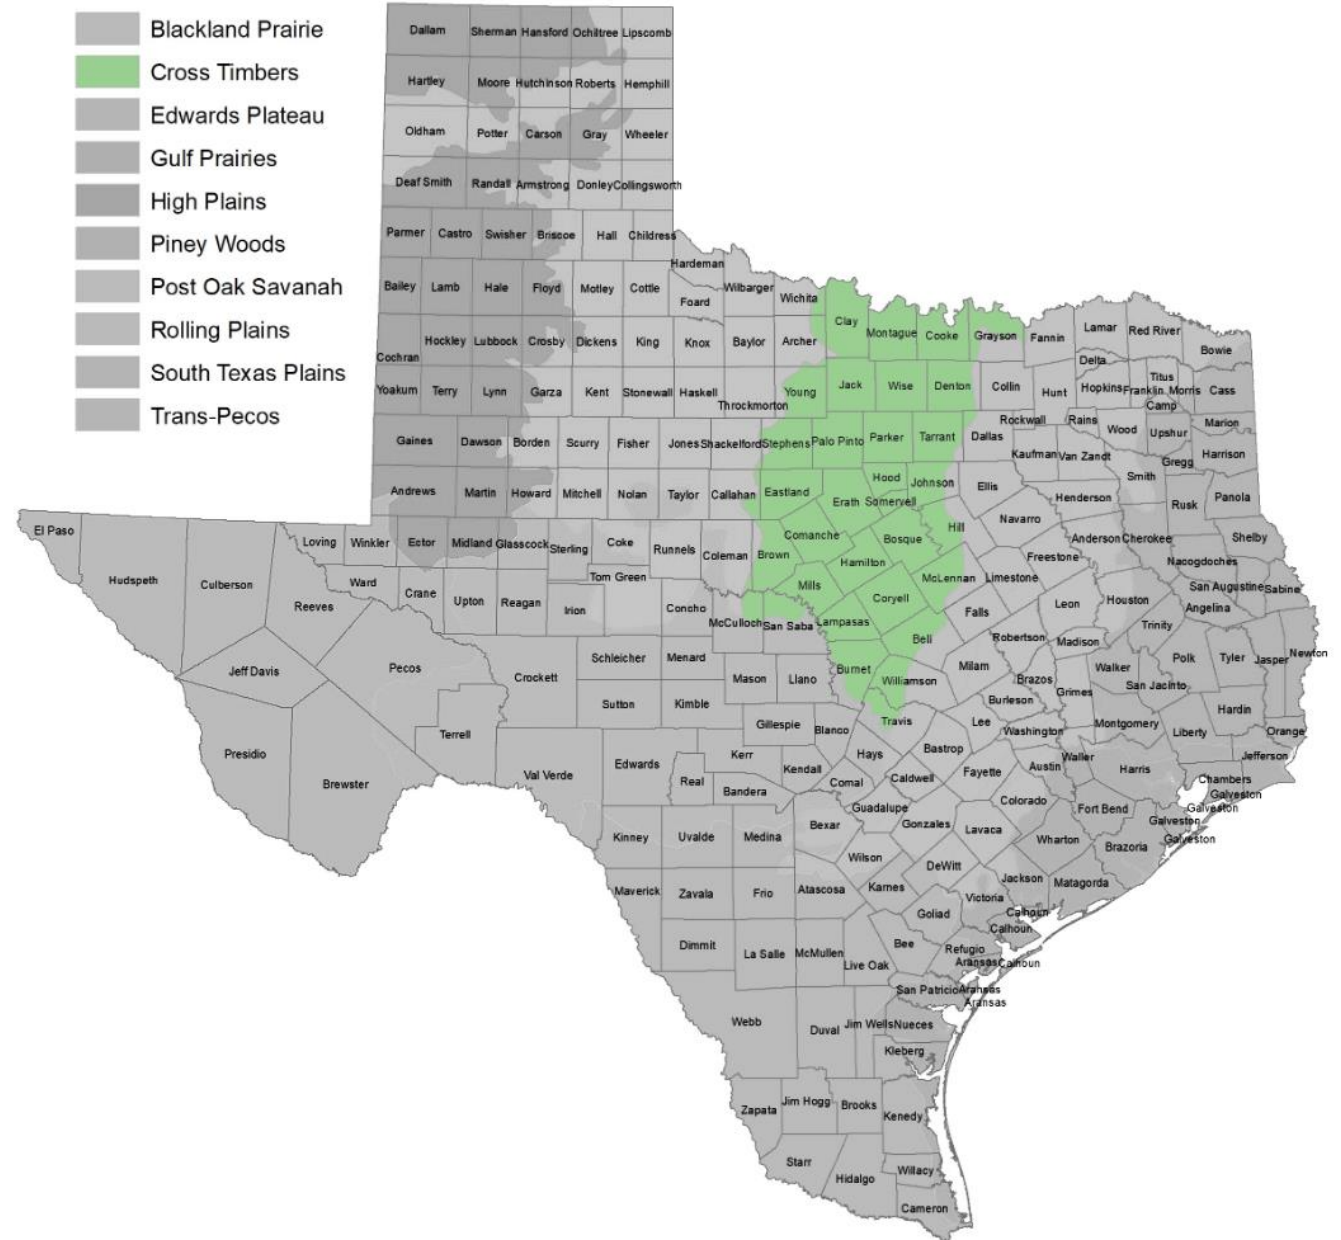 Blackland Prairie
Cross Timbers
Edwards Plateau
Gulf Prairies
High Plains
Piney Woods
Post Oak Savanah
Rolling Plains
South Texas Plains
Trans-Pecos
Dallam Sherman Hansford Ochiltree Lipscomb
Hartley Moore Hutchinson Roberts Hemphill
Oldham Potter Carson Gray Wheeler
Deaf Smith Randall Armstrong Donley Collingsworth
Parmer Castro Swisher Briscoe Hall Childress
Hardeman
Bailey Lamb Hale Floyd Motley Cottle Foard Wilbarger Wichita
Clay Montague Cooke Grayson Fannin Lamar Red River Bowie
Cochran Hockley Lubbock Crosby Dickens King Knox Baylor Archer
Delta Titus
Yoakum Terry Lynn Garza Kent Stonewall Haskell Throckmorton Young Jack Wise Denton Collin Hunt Hopkins Franklin Morris Cass
Camp
Rockwall Rains Wood Upshur Marion
Gaines Dawson Borden Scurry Fisher Jones Shackelford Stephens Palo Pinto Parker Tarrant Dallas Kaufman Van Zandt Gregg Harrison
Smith
Andrews Martin Howard Mitchell Nolan Taylor Callahan Eastland Erath Hood Somervell Johnson Ellis Henderson Rusk Panola
Navarro
El Paso Hudspeth Culberson Loving Winkler Ector Midland Glasscock Sterling Coke Runnels Coleman Brown Comanche Bosque Hill Freestone Anderson Cherokee Shelby
Nacogdoches
Reeves Ward Crane Upton Reagan Irion Tom Green Concho Mills Hamilton McLennan Limestone San Augustine Sabine
McCulloch San Saba Lampasas Coryell Falls Leon Houston Angelina
Trinity
Jeff Davis Pecos Crockett Schleicher Menard Bell Robertson Madison Polk Tyler Jasper Newton
Mason Llano Burnet Williamson Milam Brazos Grimes Walker San Jacinto
Sutton Kimble Burleson Hardin
Presidio Terrell Gillespie Blanco Travis Lee Washington Montgomery Liberty Orange
Brewster Val Verde Edwards Kerr Kendall Hays Bastrop Austin Waller Harris Jefferson
Real Bandera Comal Caldwell Fayette Chambers
Guadalupe Colorado Fort Bend Galveston
Galveston
Kinney Uvalde Medina Bexar Gonzales Lavaca Wharton Brazoria Galveston
Galveston
Wilson DeWitt
Maverick Zavala Frio Atascosa Karnes Jackson Matagorda
Victoria
Goliad Calhoun
Calhoun
Dimmit La Salle McMullen Live Oak Bee Refugio
Aransas Calhoun
San Patricio Aransas
Aransas
Webb Duval Jim Wells Nueces
Kleberg
Zapata Jim Hogg Brooks Kenedy
Starr Hidalgo Willacy
Cameron